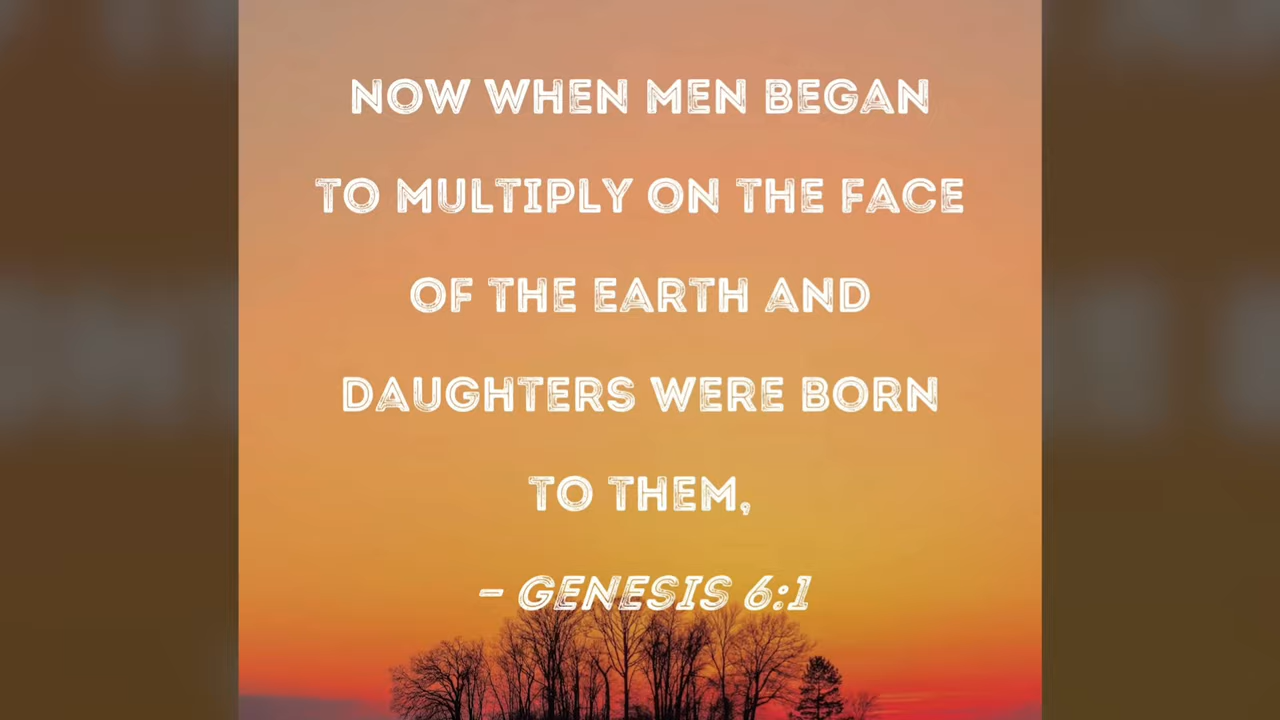 NOW WHEN MEN BEGAN
TO MULTIPLY ON THE FACE
OF THE EARTH AND
DAUGHTERS WERE BORN
TO THEM,
– GENESIS 6:1